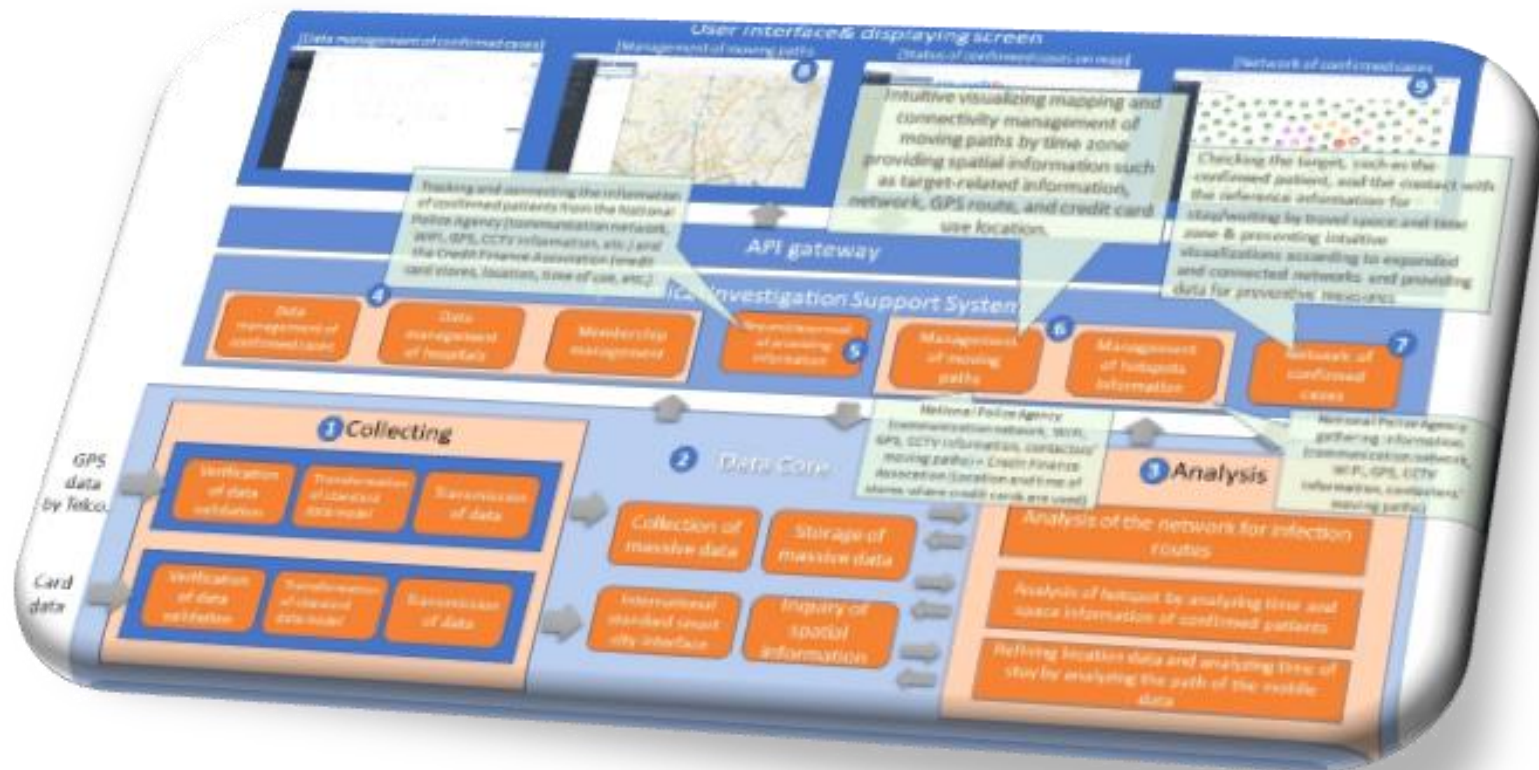 User interface& displaying screen
[Data management of confirmed cases]
[Management of moving paths
[Status of confirmed cases on map]
[Network of confirmed cases
8
9
Intuitive visualizing mapping and
connectivity management of
moving paths by time zone
providing spatial information such
as target-related information,
network, GPS route, and credit card
use location.
Checking the target, such as the
confirmed patient, and the contact with
the reference information for
stay/waiting by travel space and time
zone & presenting intuitive
visualizations according to expanded
and connected networks and providing
data for preventive measures
Tracking and connecting the information
of confirmed patients from the National
Police Agency (communication network,
WIFI, GPS, CCTV information, etc.) and
the Credit Finance Association (credit
card stores, location, time of use, etc.)
API gateway
Investigation Support System
4
Data
management of
confirmed cases
Data
management
of hospitals
Membership
management
of providing
information
5
Management
of moving
paths
6
Management
of hotspots
information
7
Network of
confirmed
cases
National Police Agency
(communication network, WIFI,
GPS, CCTV information, contactors'
moving paths) + Credit Finance
Association (Location and time of
stores where credit cards are used)
National Police Agency
gathering information
(communication network,
WI.FI, GPS, CCTV
information, contactors'
moving paths)
1 Collecting
GPS
data
by Telco.
Verification
of data
validation
Transformation
of standard
data model
Transmission
of data
Card
data
Verification
of data
validation
Transformation
of standard
data model
Transmission
of data
2 Data Core
Collection of
massive data
Storage of
massive data
International
standard smart
city interface
Inquiry of
spatial
information
3 Analysis
Analysis of the network for infection
routes
Analysis of hotspot by analyzing time and
space information of confirmed patients
Refining location data and analyzing time of
stay by analyzing the path of the mobile
data